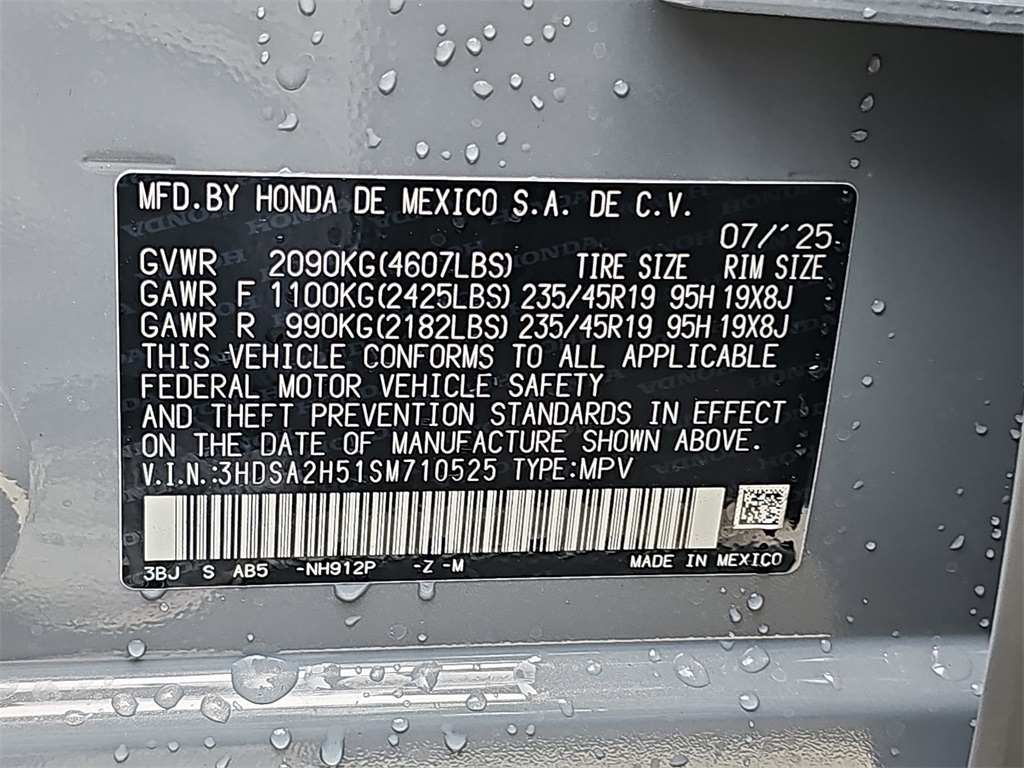 MFD.BY HONDA DE MEXICO S.A. DE C.V.
07/'25
GVWR 2090KG(4607LBS) TIRE SIZE RIM SIZE
GAWR F 1100KG(2425LBS) 235/45R19 95H 19X8J
GAWR R 990KG(2182LBS) 235/45R19 95H 19X8J
THIS VEHICLE CONFORMS TO ALL APPLICABLE
FEDERAL MOTOR VEHICLE SAFETY
AND THEFT PREVENTION STANDARDS IN EFFECT
ON THE DATE OF MANUFACTURE SHOWN ABOVE.
V.I.N.:3HDSA2H51SM710525 TYPE:MPV
3BJ S AB5 -NH912P -Z -M MADE IN MEXICO